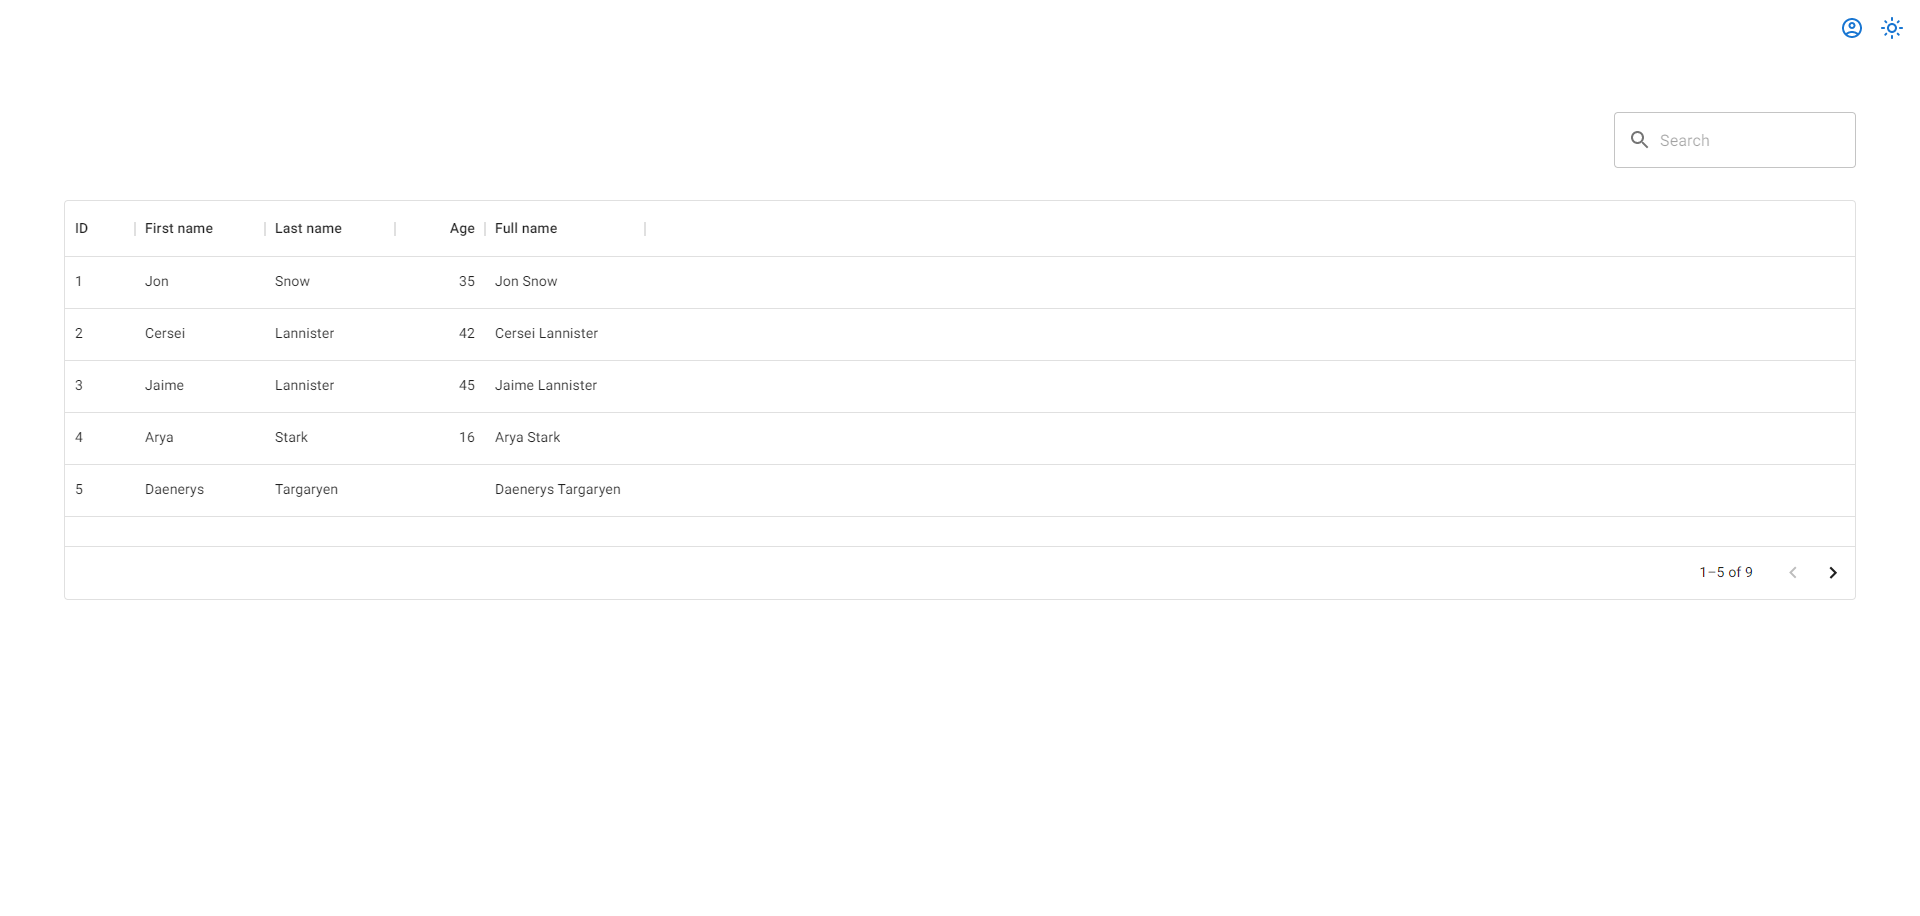 Search
ID First name Last name Age Full name
1 Jon Snow 35 Jon Snow
2 Cersei Lannister 42 Cersei Lannister
3 Jaime Lannister 45 Jaime Lannister
4 Arya Stark 16 Arya Stark
5 Daenerys Targaryen Daenerys Targaryen
1–5 of 9